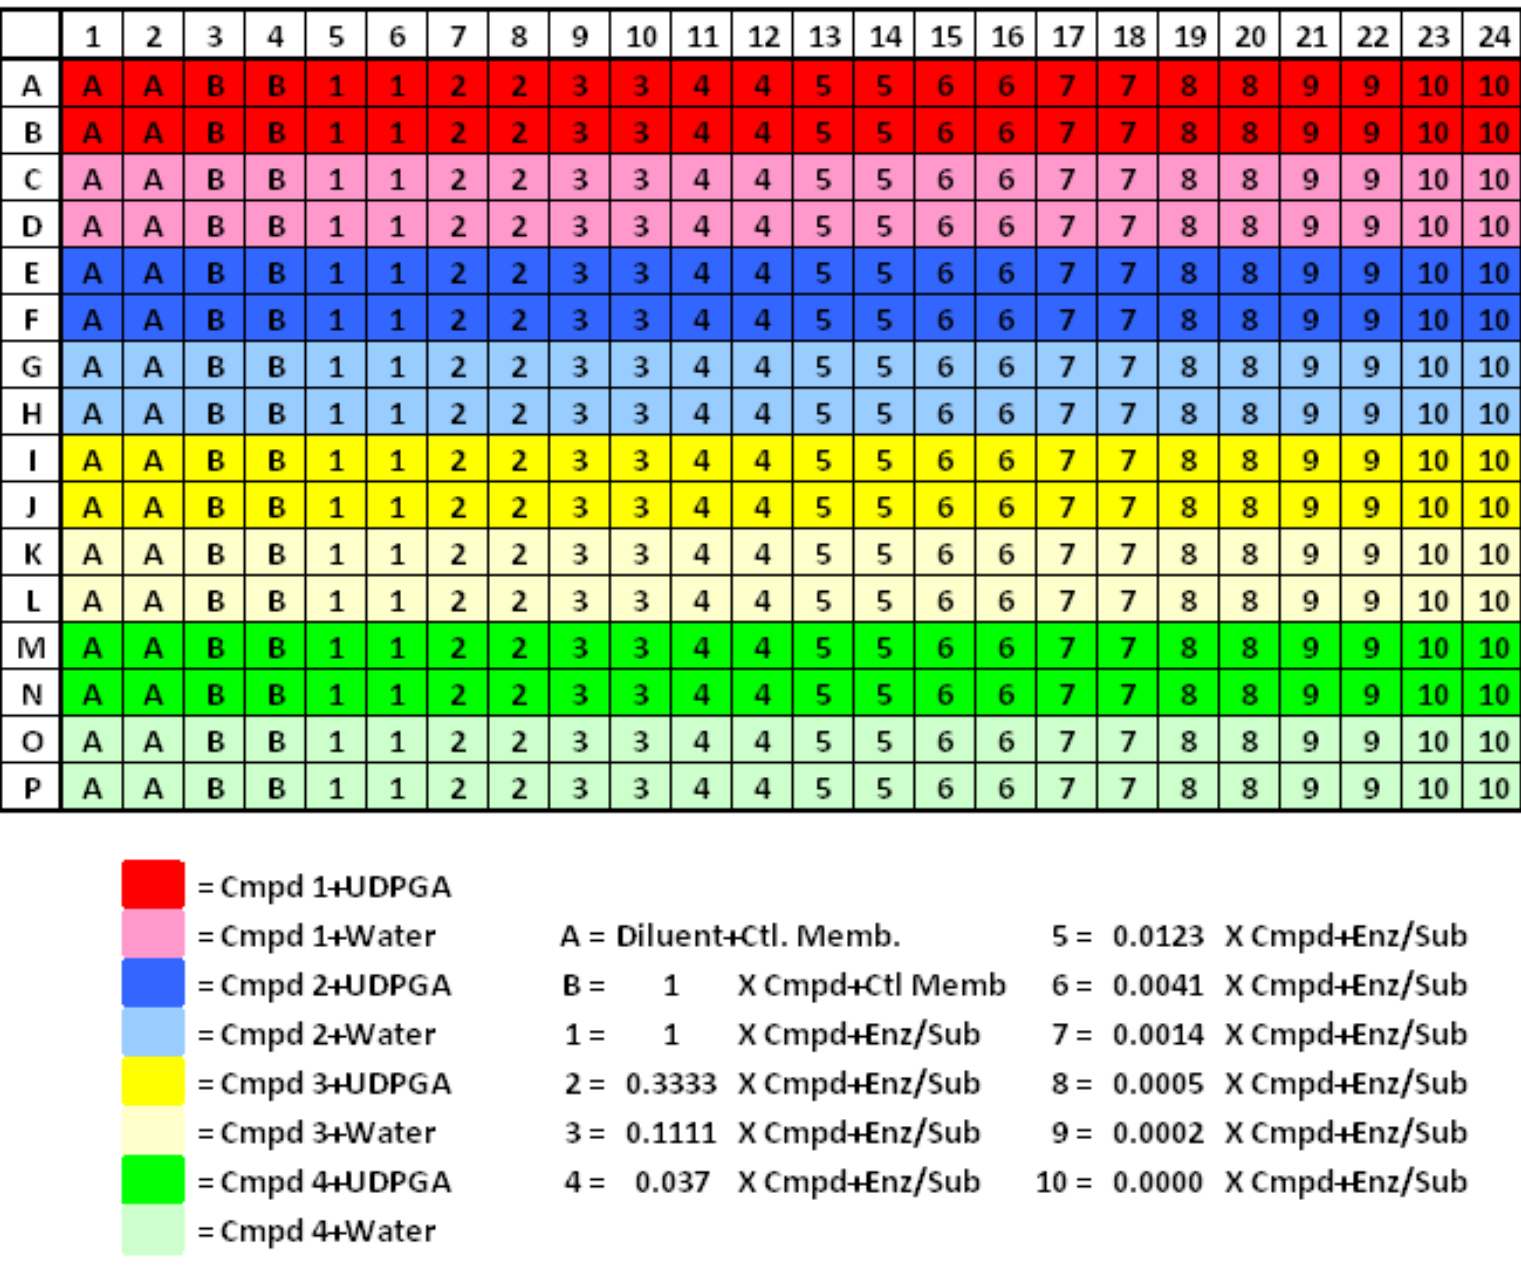 1 2 3 4 5 6 7 8 9 10 11 12 13 14 15 16 17 18 19 20 21 22 23 24
A A A B B 1 1 2 2 3 3 4 4 5 5 6 6 7 7 8 8 9 9 10 10
B A A B B 1 1 2 2 3 3 4 4 5 5 6 6 7 7 8 8 9 9 10 10
C A A B B 1 1 2 2 3 3 4 4 5 5 6 6 7 7 8 8 9 9 10 10
D A A B B 1 1 2 2 3 3 4 4 5 5 6 6 7 7 8 8 9 9 10 10
E A A B B 1 1 2 2 3 3 4 4 5 5 6 6 7 7 8 8 9 9 10 10
F A A B B 1 1 2 2 3 3 4 4 5 5 6 6 7 7 8 8 9 9 10 10
G A A B B 1 1 2 2 3 3 4 4 5 5 6 6 7 7 8 8 9 9 10 10
H A A B B 1 1 2 2 3 3 4 4 5 5 6 6 7 7 8 8 9 9 10 10
I A A B B 1 1 2 2 3 3 4 4 5 5 6 6 7 7 8 8 9 9 10 10
J A A B B 1 1 2 2 3 3 4 4 5 5 6 6 7 7 8 8 9 9 10 10
K A A B B 1 1 2 2 3 3 4 4 5 5 6 6 7 7 8 8 9 9 10 10
L A A B B 1 1 2 2 3 3 4 4 5 5 6 6 7 7 8 8 9 9 10 10
M A A B B 1 1 2 2 3 3 4 4 5 5 6 6 7 7 8 8 9 9 10 10
N A A B B 1 1 2 2 3 3 4 4 5 5 6 6 7 7 8 8 9 9 10 10
O A A B B 1 1 2 2 3 3 4 4 5 5 6 6 7 7 8 8 9 9 10 10
P A A B B 1 1 2 2 3 3 4 4 5 5 6 6 7 7 8 8 9 9 10 10
= Cmpd 1+UDPGA
= Cmpd 1+Water
= Cmpd 2+UDPGA
= Cmpd 2+Water
= Cmpd 3+UDPGA
= Cmpd 3+Water
= Cmpd 4+UDPGA
= Cmpd 4+Water
A = Diluent+Ctl. Memb.
B = 1 X Cmpd+Ctl Memb
1 = 1 X Cmpd+Enz/Sub
2 = 0.3333 X Cmpd+Enz/Sub
3 = 0.1111 X Cmpd+Enz/Sub
4 = 0.037 X Cmpd+Enz/Sub
5 = 0.0123 X Cmpd+Enz/Sub
6 = 0.0041 X Cmpd+Enz/Sub
7 = 0.0014 X Cmpd+Enz/Sub
8 = 0.0005 X Cmpd+Enz/Sub
9 = 0.0002 X Cmpd+Enz/Sub
10 = 0.0000 X Cmpd+Enz/Sub